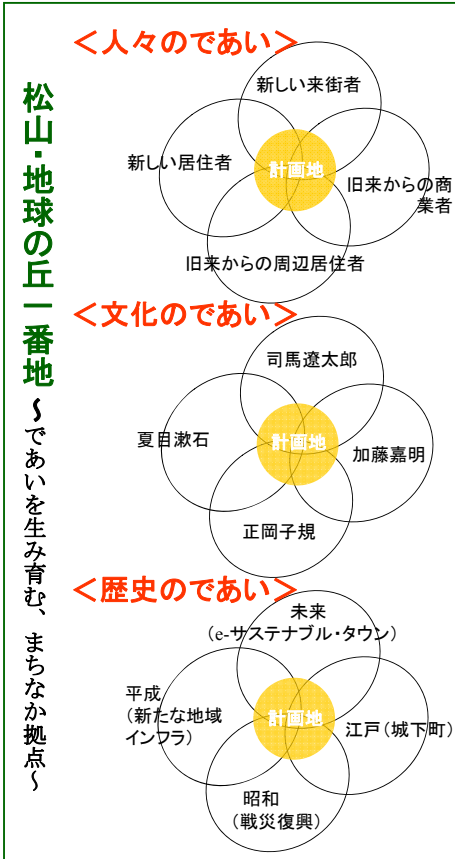 松山・地球の丘一番地
～であいを生み育む、まちなか拠点～
＜人々のであい＞
新しい来街者
新しい居住者
計画地
旧来からの商
業者
旧来からの周辺居住者
＜文化のであい＞
司馬遼太郎
夏目漱石
計画地
加藤嘉明
正岡子規
＜歴史のであい＞
未来
（e-サステナブル・タウン）
平成
（新たな地域
インフラ）
計画地
江戸（城下町）
昭和
（戦災復興）